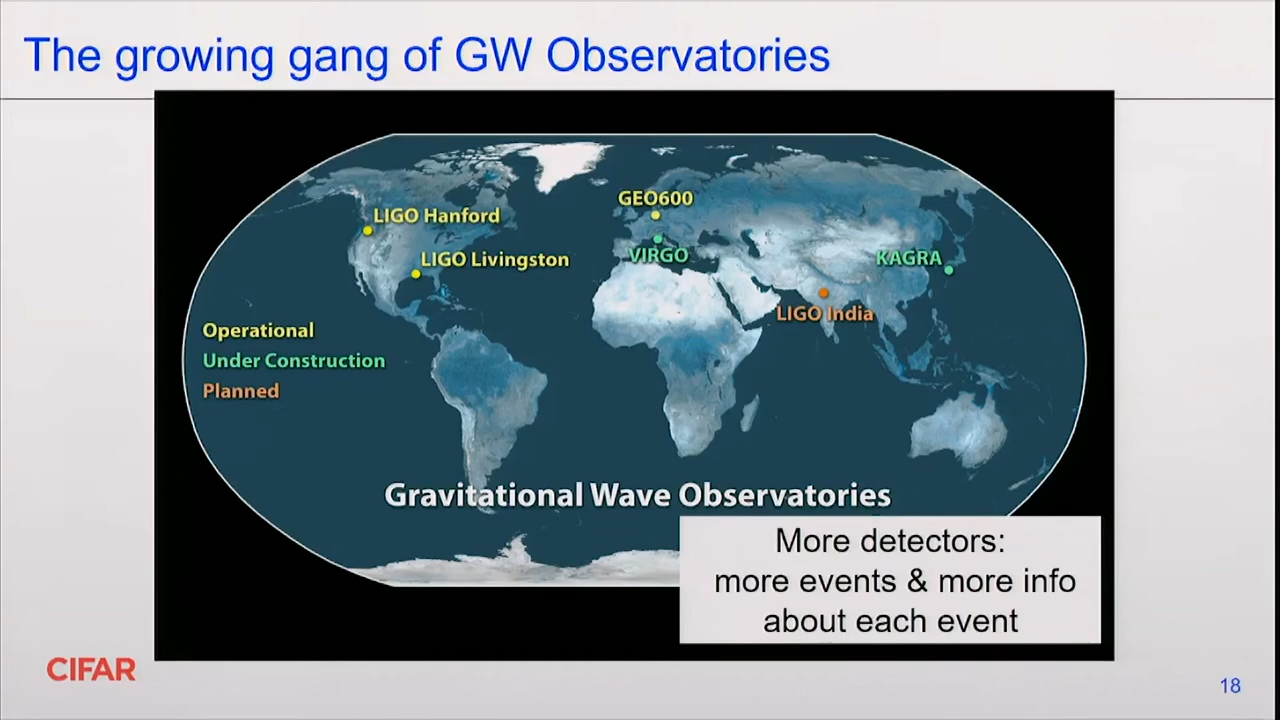 The growing gang of GW Observatories
LIGO Hanford
LIGO Livingston
GEO600
VIRGO
KAGRA
LIGO India
Operational
Under Construction
Planned
Gravitational Wave Observatories
More detectors:
more events & more info
about each event
CIFAR
18